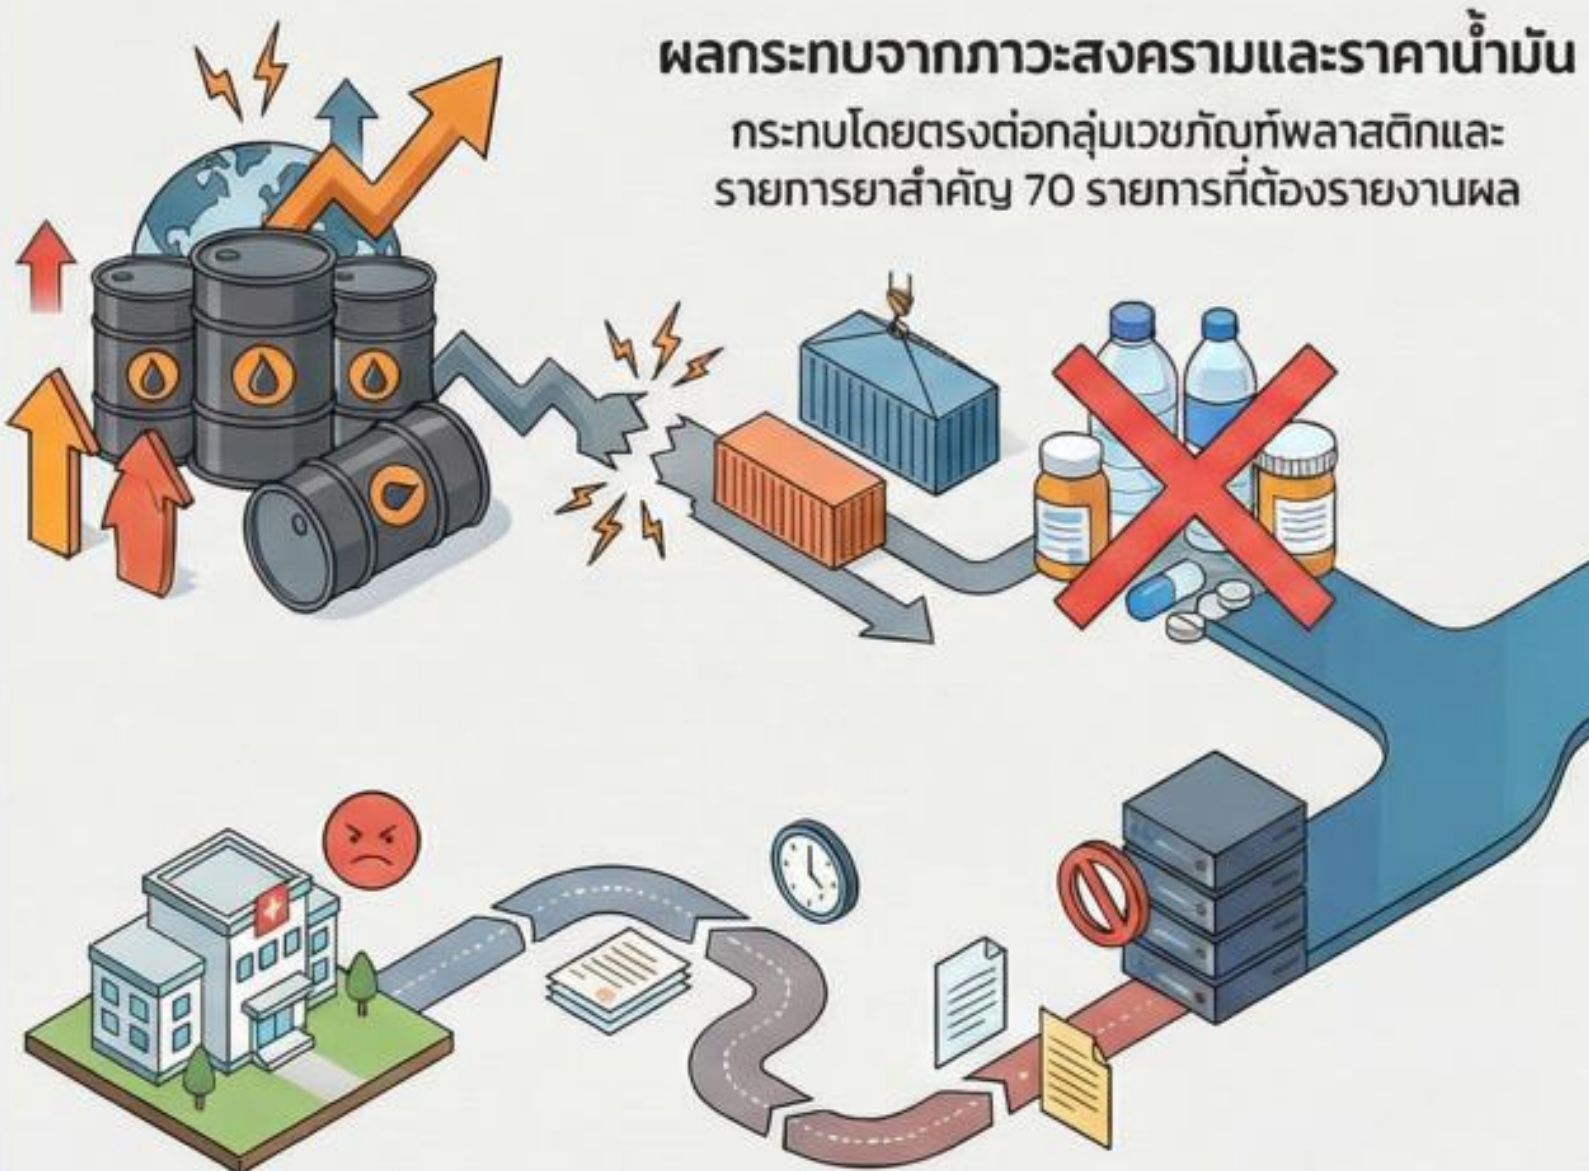 ผลกระทบจากภาวะสงครามและราคาน้ำมัน
กระทบโดยตรงต่อกลุ่มเวชภัณฑ์พลาสติกและ
รายการยาสำคัญ 70 รายการที่ต้องรายงานผล